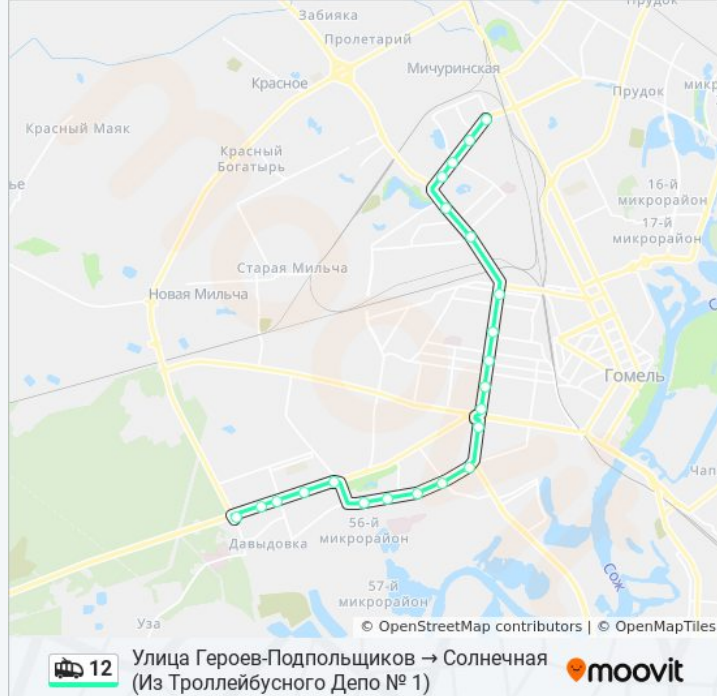 Забияка
Прудок
Пролетарий
Мичуринская
Красное
Прудок
Красный Маяк
Красный
Богатырь
16-й
микрорайон
17-й
микрорайон
Старая Мильча
Новая Мильча
Гомель
56-й
микрорайон
Давыдовка
Сож
57-й
микрорайон
Уза
© OpenStreetMap contributors | © OpenMapTiles
12
Улица Героев-Подпольщиков → Солнечная
(Из Троллейбусного Депо № 1)
moovit